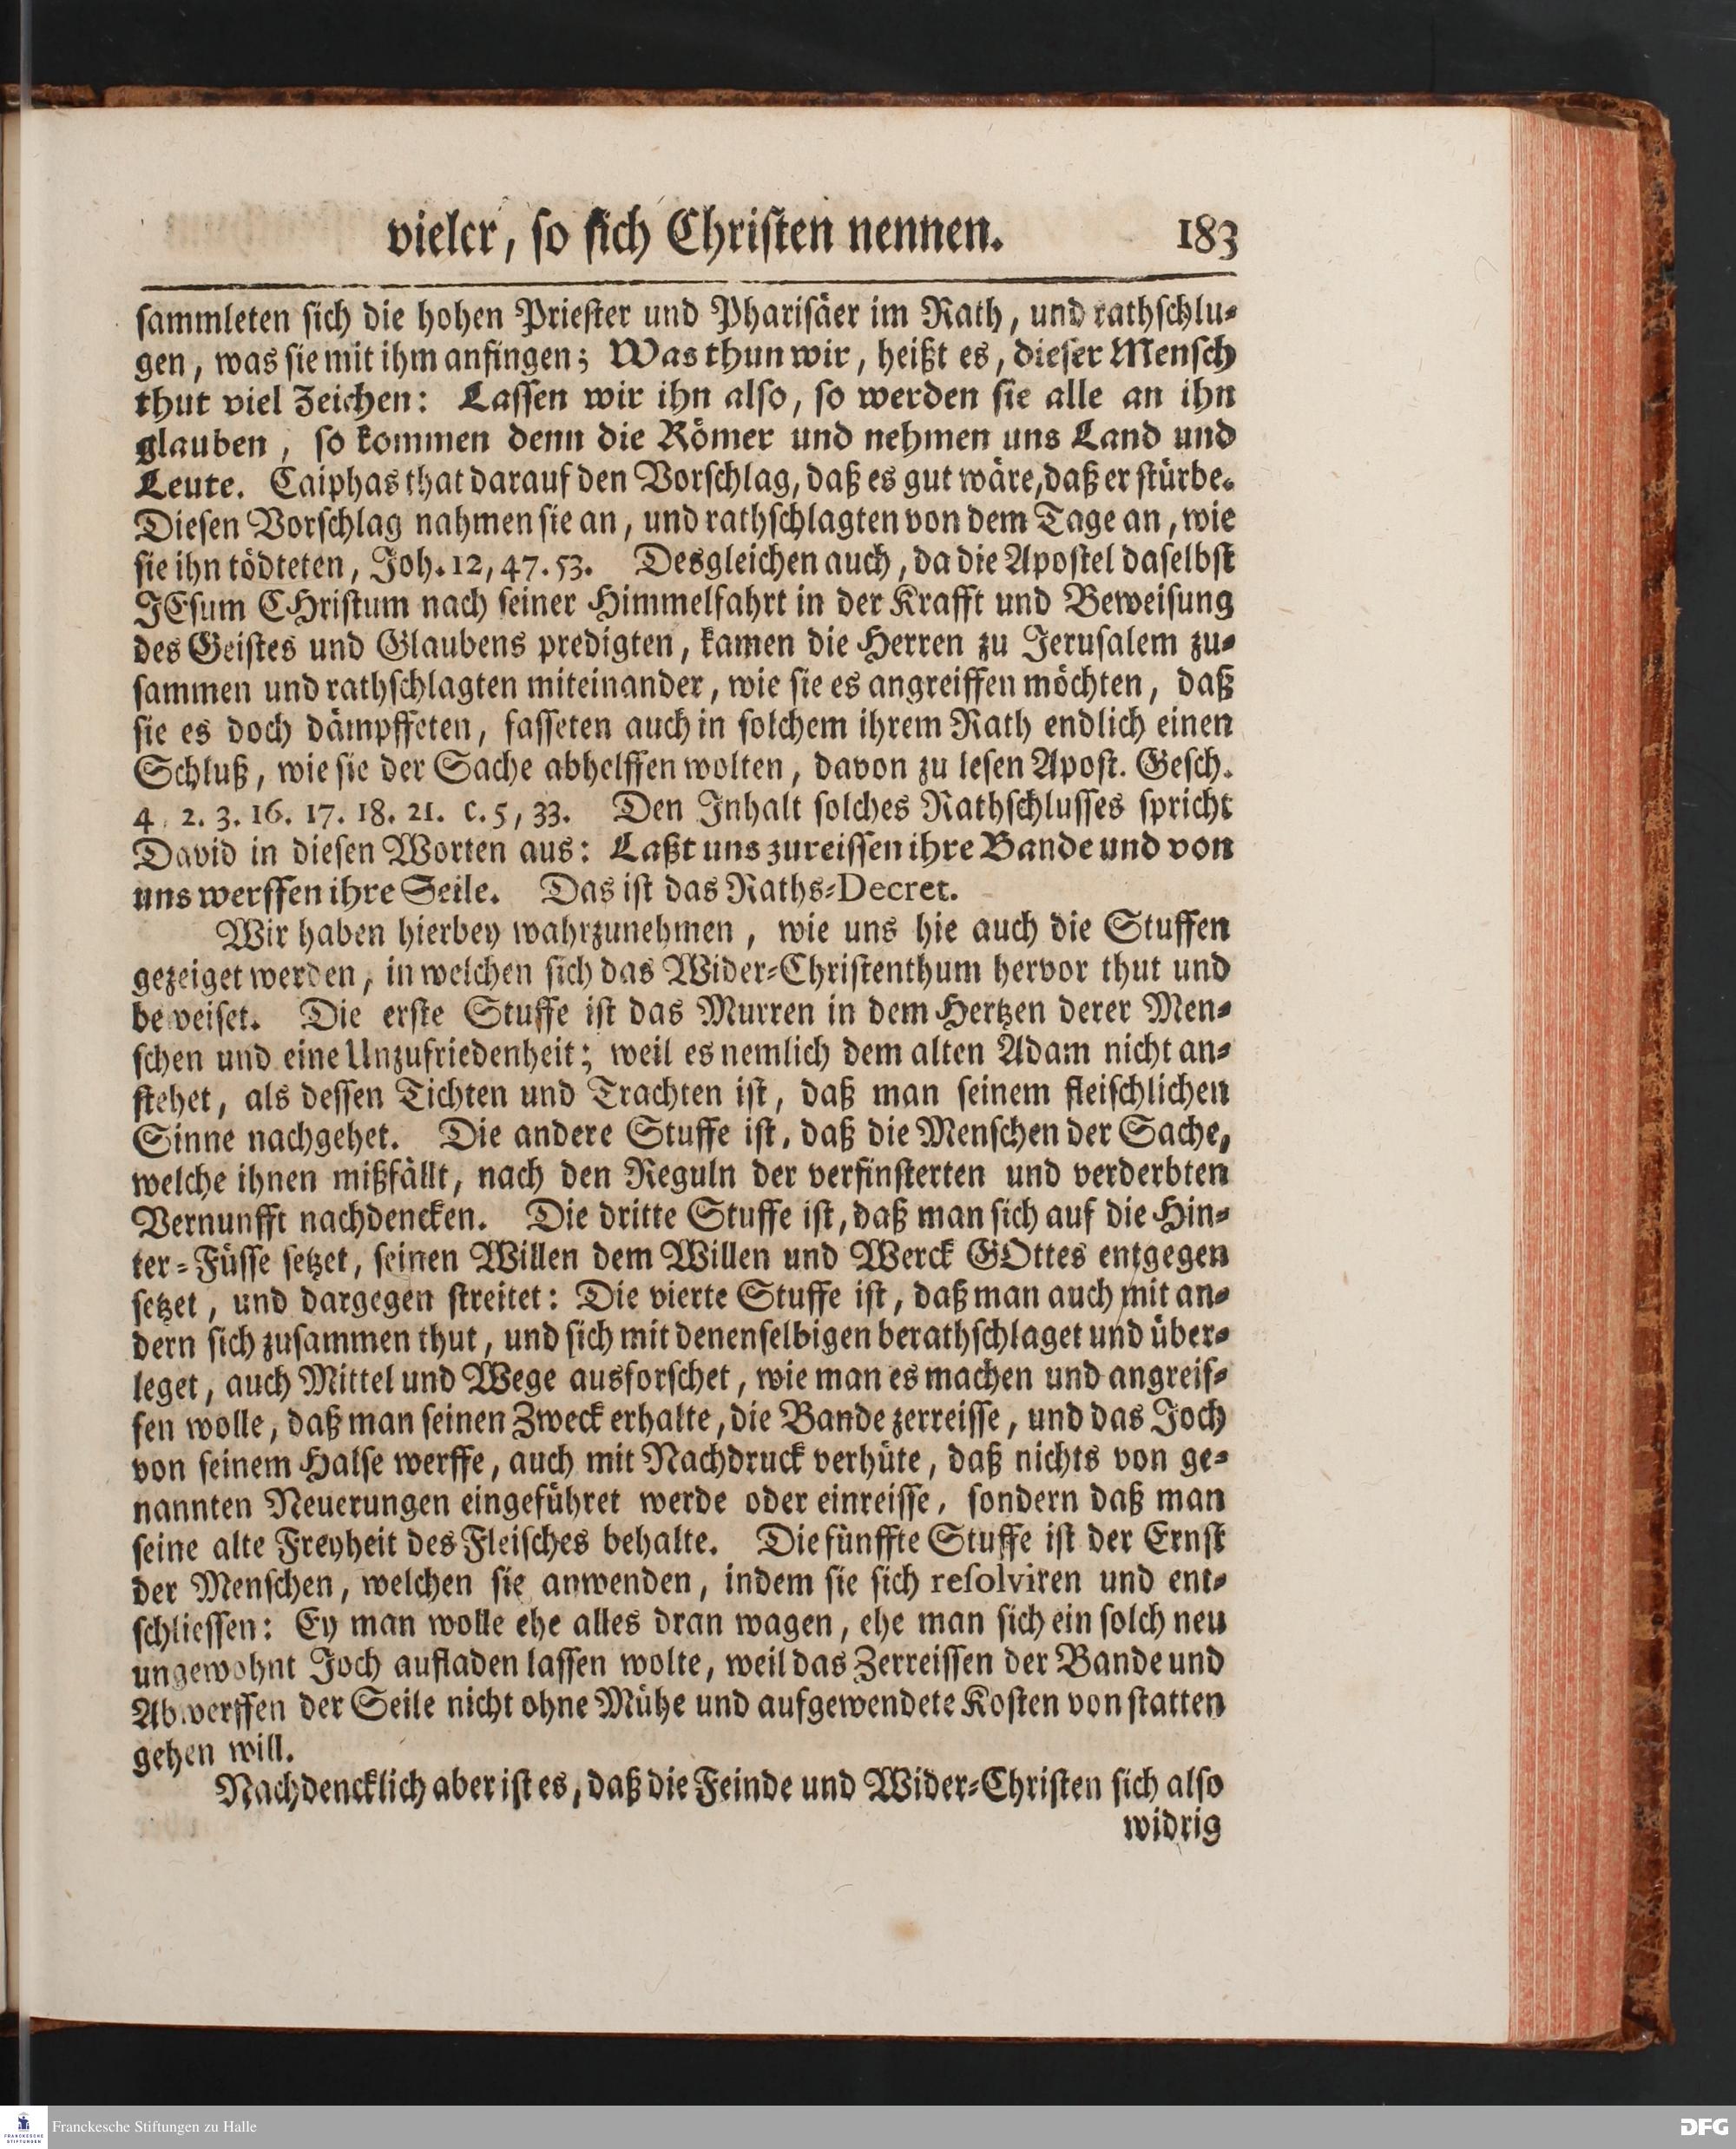 vieler, ſo ſich Chriſten nennen. 183
ſammleten ſich die hohen Prieſter und Phariſäer im Rath, und rathſchlu⸗
gen, was ſie mit ihm anfingen; Was thun wir, heißt es, dieſer Menſch
thut viel Zeichen: Laſſen wir ihn alſo, ſo werden ſie alle an ihn
glauben, ſo kommen denn die Römer und nehmen uns Land und
Leute. Caiphas that darauf den Vorſchlag, daß es gut wäre, daß er ſtürbe.
Dieſen Vorſchlag nahmen ſie an, und rathſchlagten von dem Tage an, wie
ſie ihn tödteten, Joh. 12, 47. 53. Desgleichen auch, da die Apoſtel daſelbſt
JEſum CHriſtum nach ſeiner Himmelfahrt in der Krafft und Beweiſung
des Geiſtes und Glaubens predigten, kamen die Herren zu Jeruſalem zu⸗
ſammen und rathſchlagten miteinander, wie ſie es angreiffen möchten, daß
ſie es doch dämpffeten, faſſeten auch in ſolchem ihrem Rath endlich einen
Schluß, wie ſie der Sache abhelffen wolten, davon zu leſen Apoſt. Geſch.
4, 2. 3. 16. 17. 18. 21. c. 5, 33. Den Inhalt ſolches Rathſchluſſes ſpricht
David in dieſen Worten aus: Laßt uns zureiſſen ihre Bande und von
uns werffen ihre Seile. Das iſt das Raths⸗Decret.
Wir haben hierbey wahrzunehmen, wie uns hie auch die Stuffen
gezeiget werden, in welchen ſich das Wider⸗Chriſtenthum hervor thut und
beweiſet. Die erſte Stuffe iſt das Murren in dem Hertzen derer Men⸗
ſchen und eine Unzufriedenheit; weil es nemlich dem alten Adam nicht an⸗
ſtehet, als deſſen Tichten und Trachten iſt, daß man ſeinem fleiſchlichen
Sinne nachgehet. Die andere Stuffe iſt, daß die Menſchen der Sache,
welche ihnen mißfällt, nach den Reguln der verfinſterten und verderbten
Vernunfft nachdencken. Die dritte Stuffe iſt, daß man ſich auf die Hin⸗
ter⸗Füſſe ſetzet, ſeinen Willen dem Willen und Werck GOttes entgegen
ſetzet, und dargegen ſtreitet: Die vierte Stuffe iſt, daß man auch mit an⸗
dern ſich zuſammen thut, und ſich mit denenſelbigen berathſchlaget und über⸗
leget, auch Mittel und Wege ausforſchet, wie man es machen und angreif⸗
fen wolle, daß man ſeinen Zweck erhalte, die Bande zerreiſſe, und das Joch
von ſeinem Halſe werffe, auch mit Nachdruck verhüte, daß nichts von ge⸗
nannten Neuerungen eingeführet werde oder einreiſſe, ſondern daß man
ſeine alte Freyheit des Fleiſches behalte. Die fünffte Stuffe iſt der Ernſt
der Menſchen, welchen ſie anwenden, indem ſie ſich reſolviren und ent⸗
ſchlieſſen: Ey man wolle ehe alles dran wagen, ehe man ſich ein ſolch neu
ungewohnt Joch aufladen laſſen wolte, weil das Zerreiſſen der Bande und
Abwerffen der Seile nicht ohne Mühe und aufgewendete Koſten von ſtatten
gehen will.
Nachdencklich aber iſt es, daß die Feinde und Wider⸗Chriſten ſich alſo
widrig
FRANCKESCHE STIFTUNGEN
Franckesche Stiftungen zu Halle
DFG